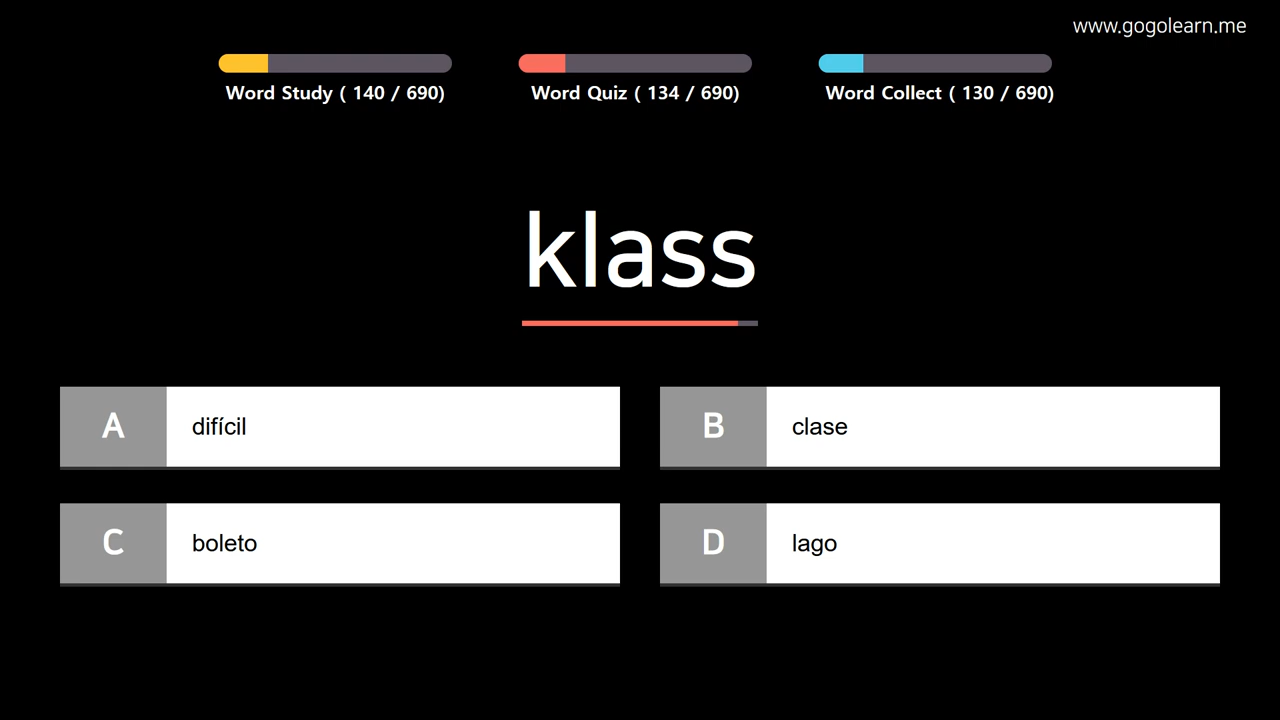 www.gogolearn.me
Word Study ( 140 / 690)
Word Quiz ( 134 / 690)
Word Collect ( 130 / 690)
klass
A difícil
B clase
C boleto
D lago